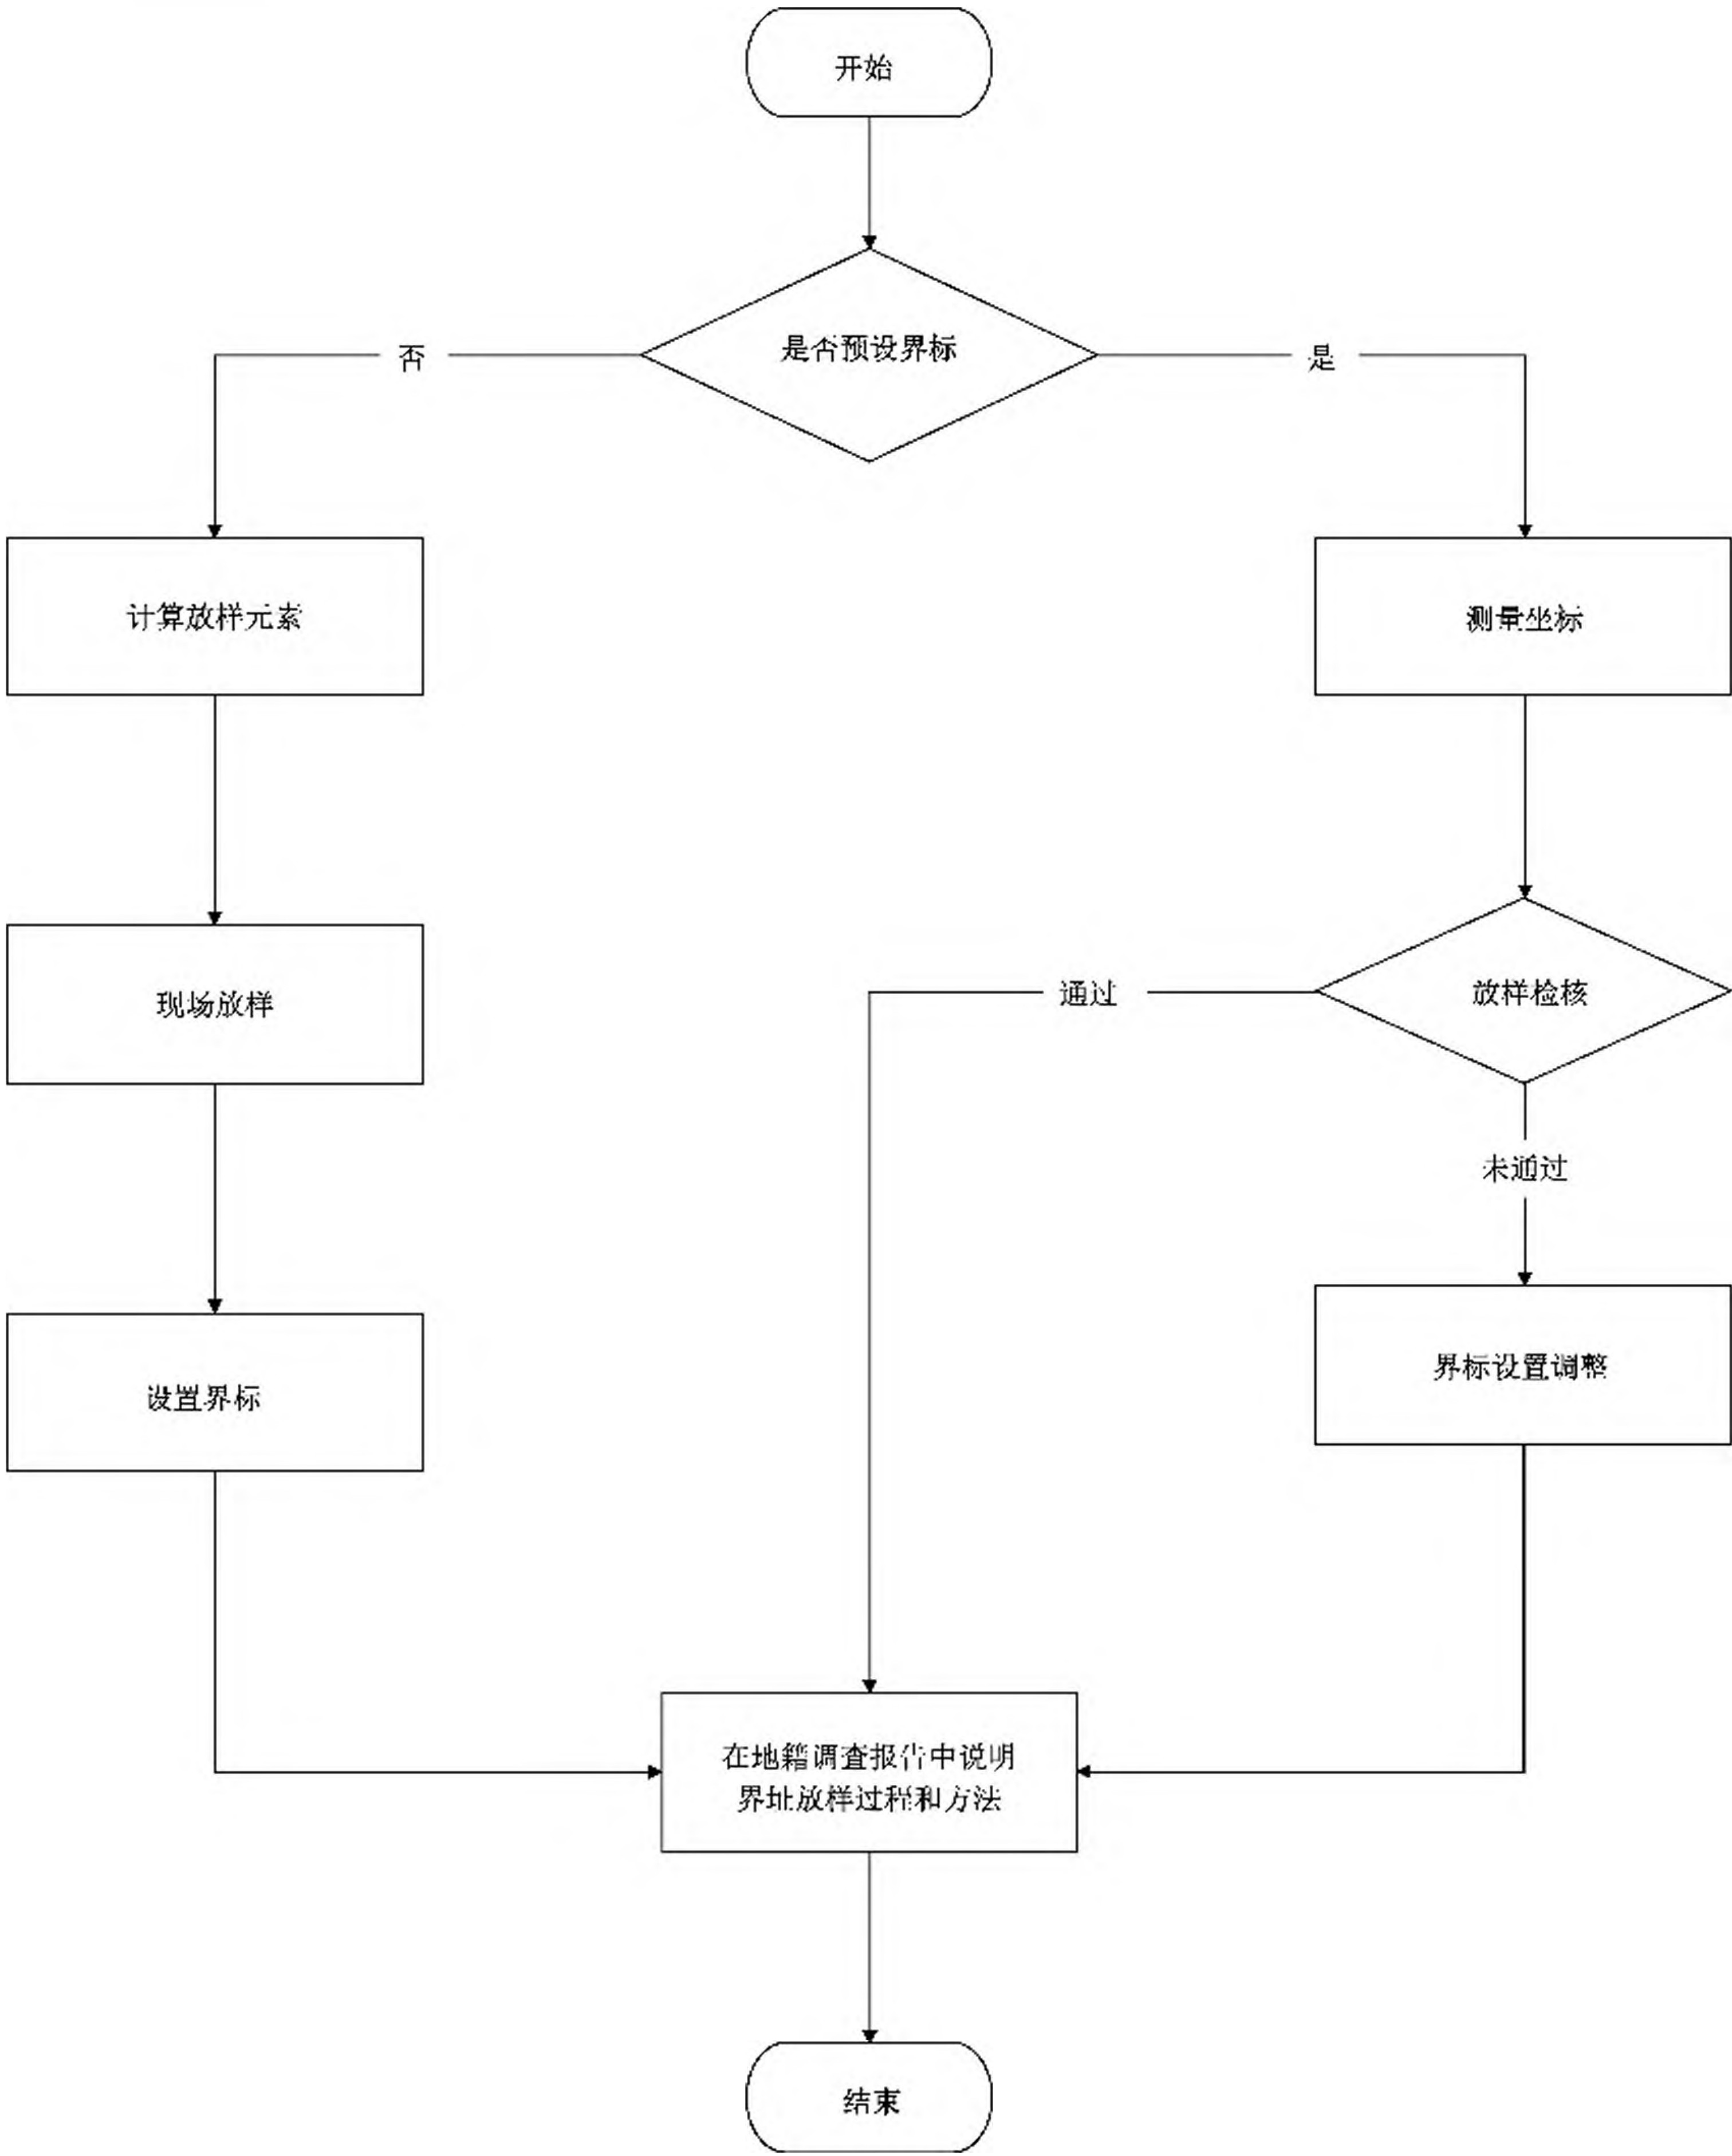 开始
是否预设界标
否
是
计算放样元素
测量坐标
现场放样
通过
放样检核
未通过
设置界标
界标设置调整
在地籍调查报告中说明
界址放样过程和方法
结束